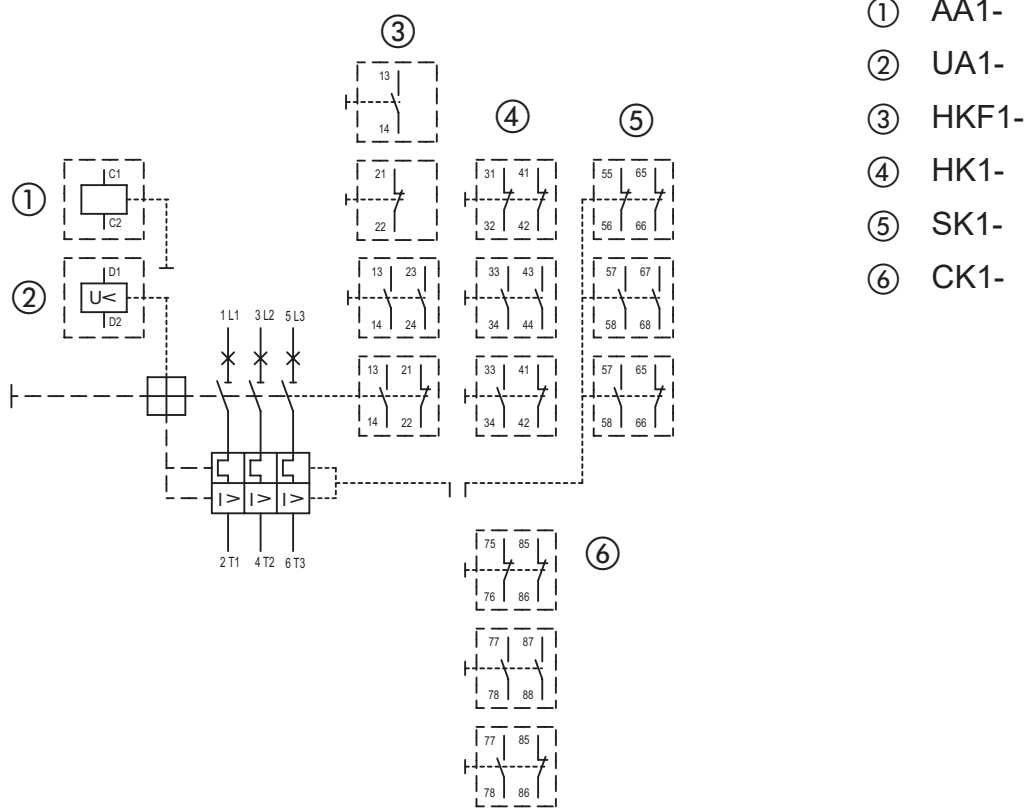 ① AA1-
② UA1-
③ HKF1-
④ HK1-
⑤ SK1-
⑥ CK1-
③
13
14
21
22
13 23
14 24
13 21
14 22
④
31 41
32 42
33 43
34 44
33 41
34 42
⑤
55 65
56 66
57 67
58 68
57 65
58 66
①
C1
C2
②
D1
U<
D2
1 L1 3 L2 5 L3
I> I> I>
2 T1 4 T2 6 T3
⑥
75 85
76 86
77 87
78 88
77 85
78 86